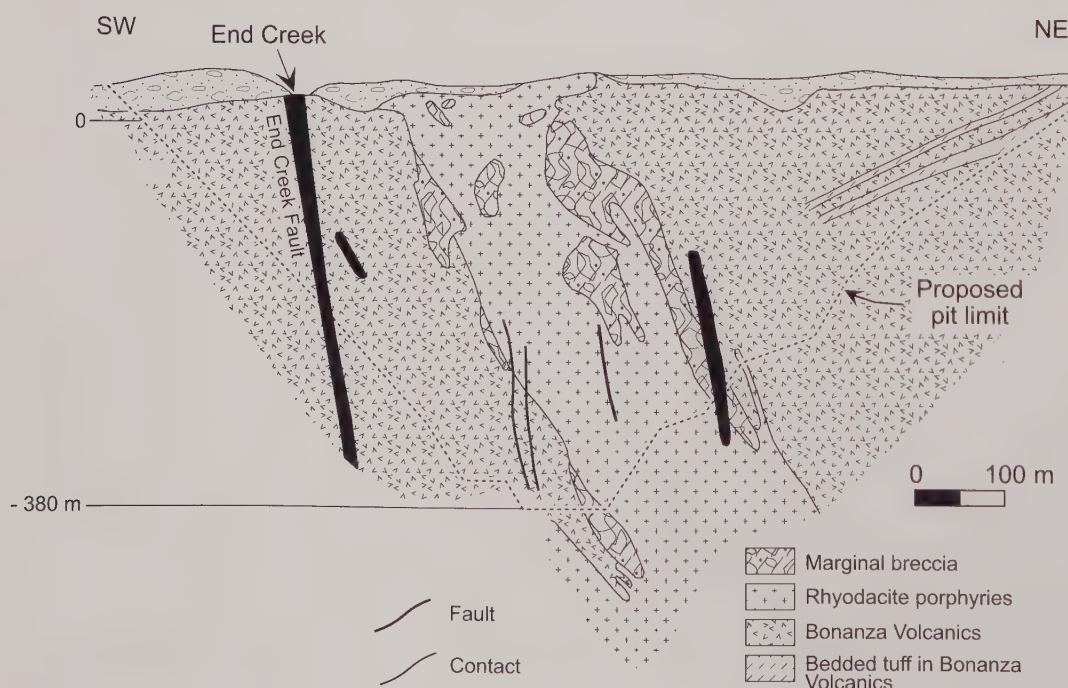 SW
NE
End Creek
0
End Creek Fault
Proposed
pit limit
0 100 m
- 380 m
Marginal breccia
Rhyodacite porphyries
Bonanza Volcanics
Bedded tuff in Bonanza
Volcanics
Fault
Contact